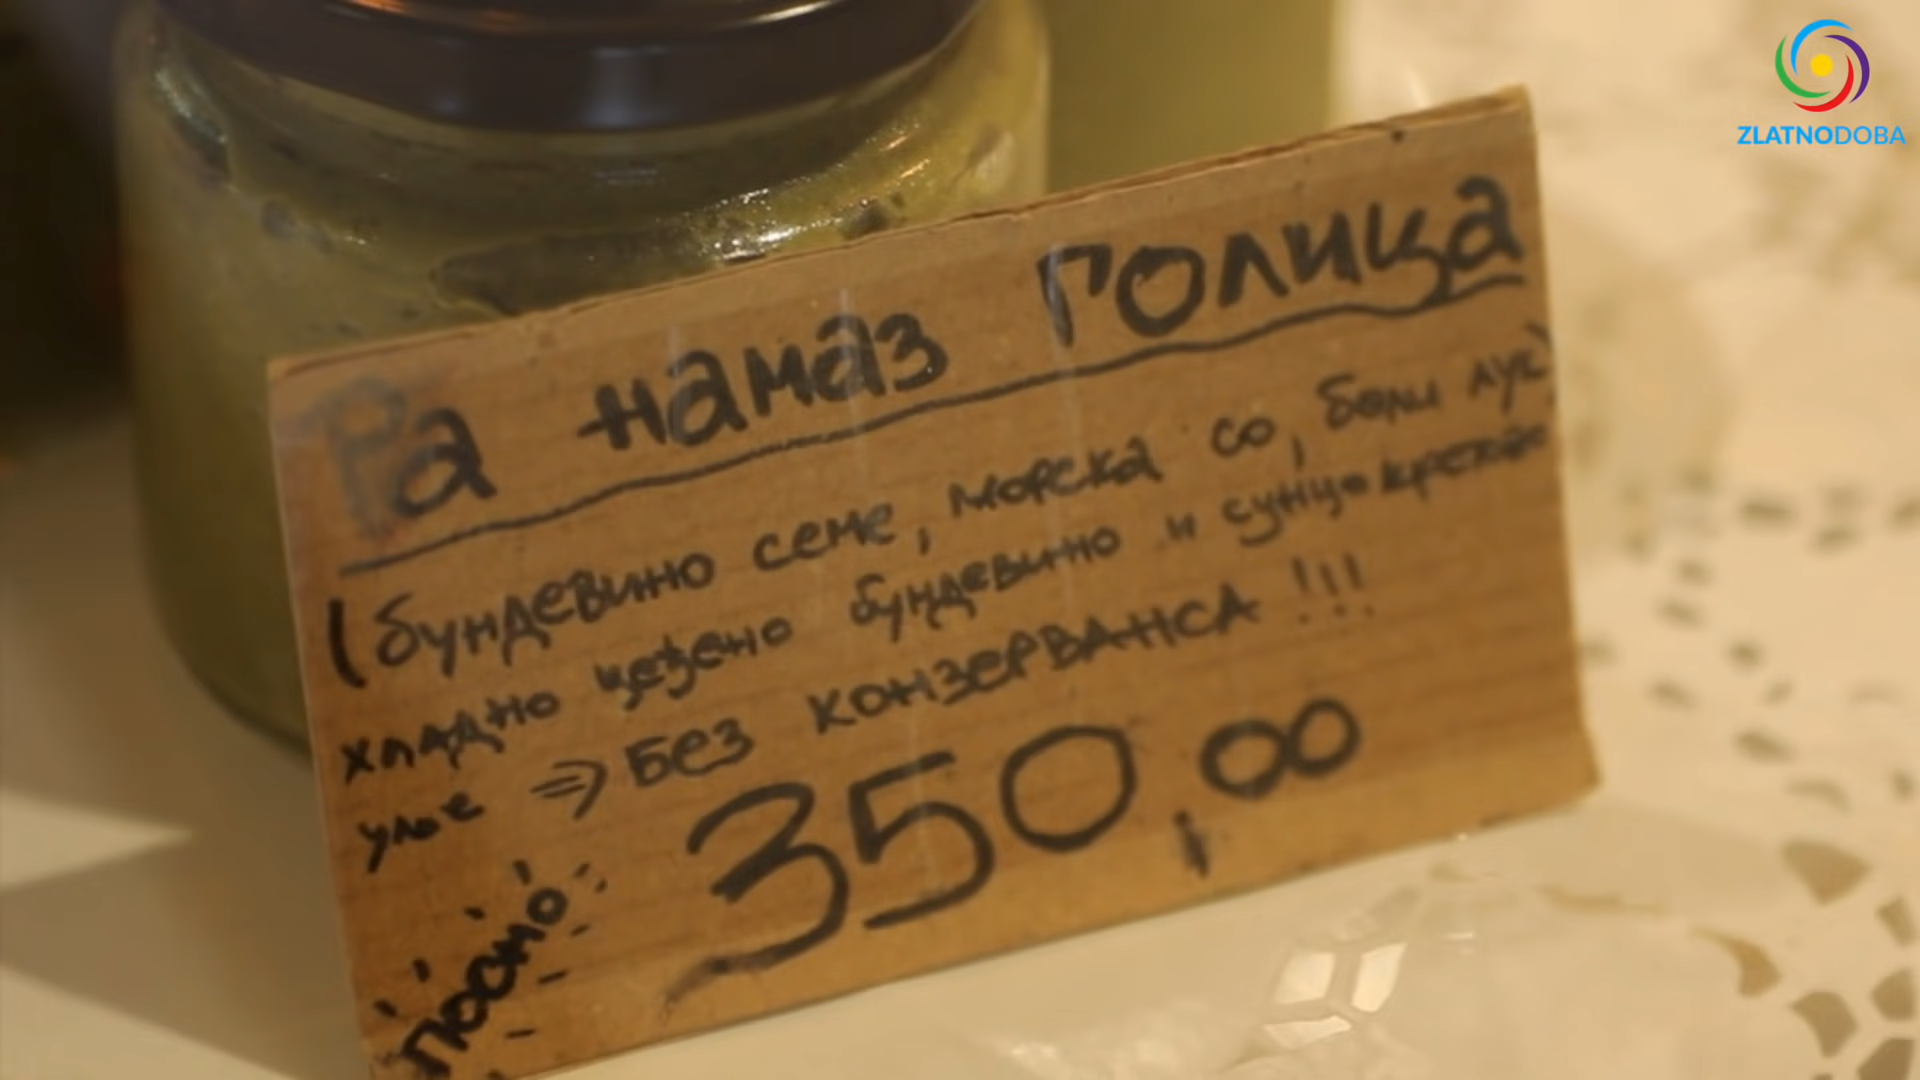 ZLATNODOBA
Ра намаз Голица
(бундевино семе, морска со, бели лук,
хладно цеђено бундевино и сунцокретово
уље => БЕЗ КОНЗЕРВАНСА!!!
ПОСНО
350,00